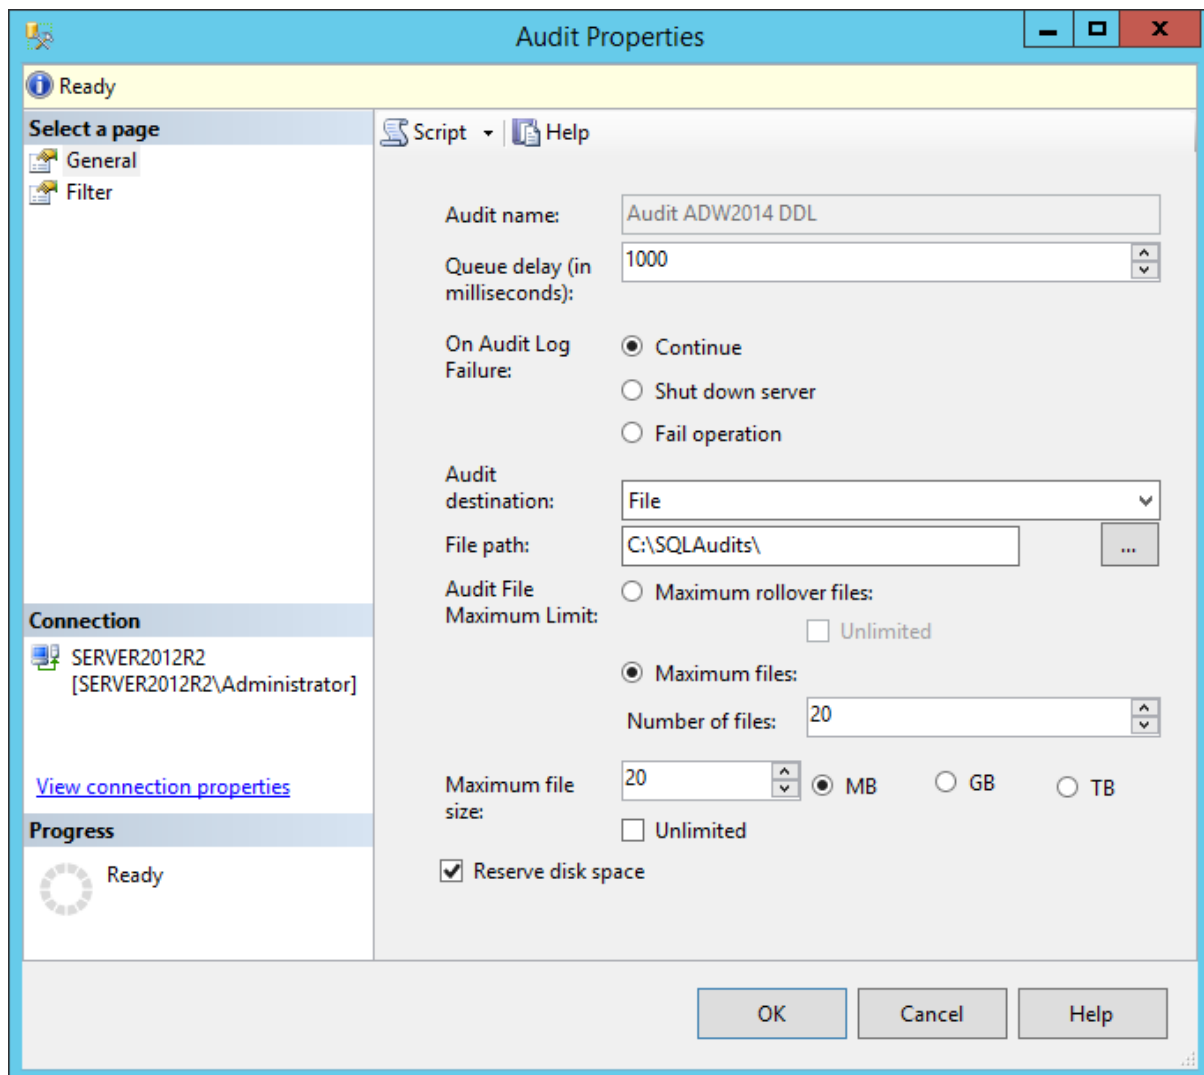 Audit Properties
Ready
Select a page
General
Filter
Script
Help
Audit name:
Audit ADW2014 DDL
Queue delay (in
milliseconds):
1000
On Audit Log
Failure:
Continue
Shut down server
Fail operation
Audit
destination:
File
File path:
C:\SQLAudits\
...
Audit File
Maximum Limit:
Maximum rollover files:
Unlimited
Maximum files:
Number of files:
20
Maximum file
size:
20
MB
GB
TB
Unlimited
Reserve disk space
Connection
SERVER2012R2
[SERVER2012R2\Administrator]
View connection properties
Progress
Ready
OK
Cancel
Help